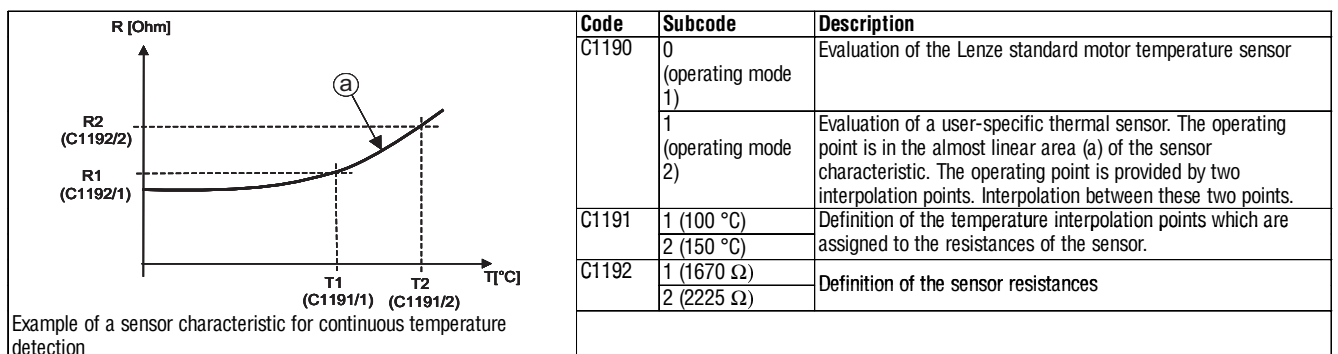 R [Ohm]
a
R2
(C1192/2)
R1
(C1192/1)
T1
(C1191/1)
T2
(C1191/2)
T[°C]
Example of a sensor characteristic for continuous temperature
detection
Code Subcode Description
C1190 0
(operating mode
1)
Evaluation of the Lenze standard motor temperature sensor
1
(operating mode
2)
Evaluation of a user-specific thermal sensor. The operating
point is in the almost linear area (a) of the sensor
characteristic. The operating point is provided by two
interpolation points. Interpolation between these two points.
C1191 1 (100 °C)
2 (150 °C)
Definition of the temperature interpolation points which are
assigned to the resistances of the sensor.
C1192 1 (1670 Ω)
2 (2225 Ω)
Definition of the sensor resistances